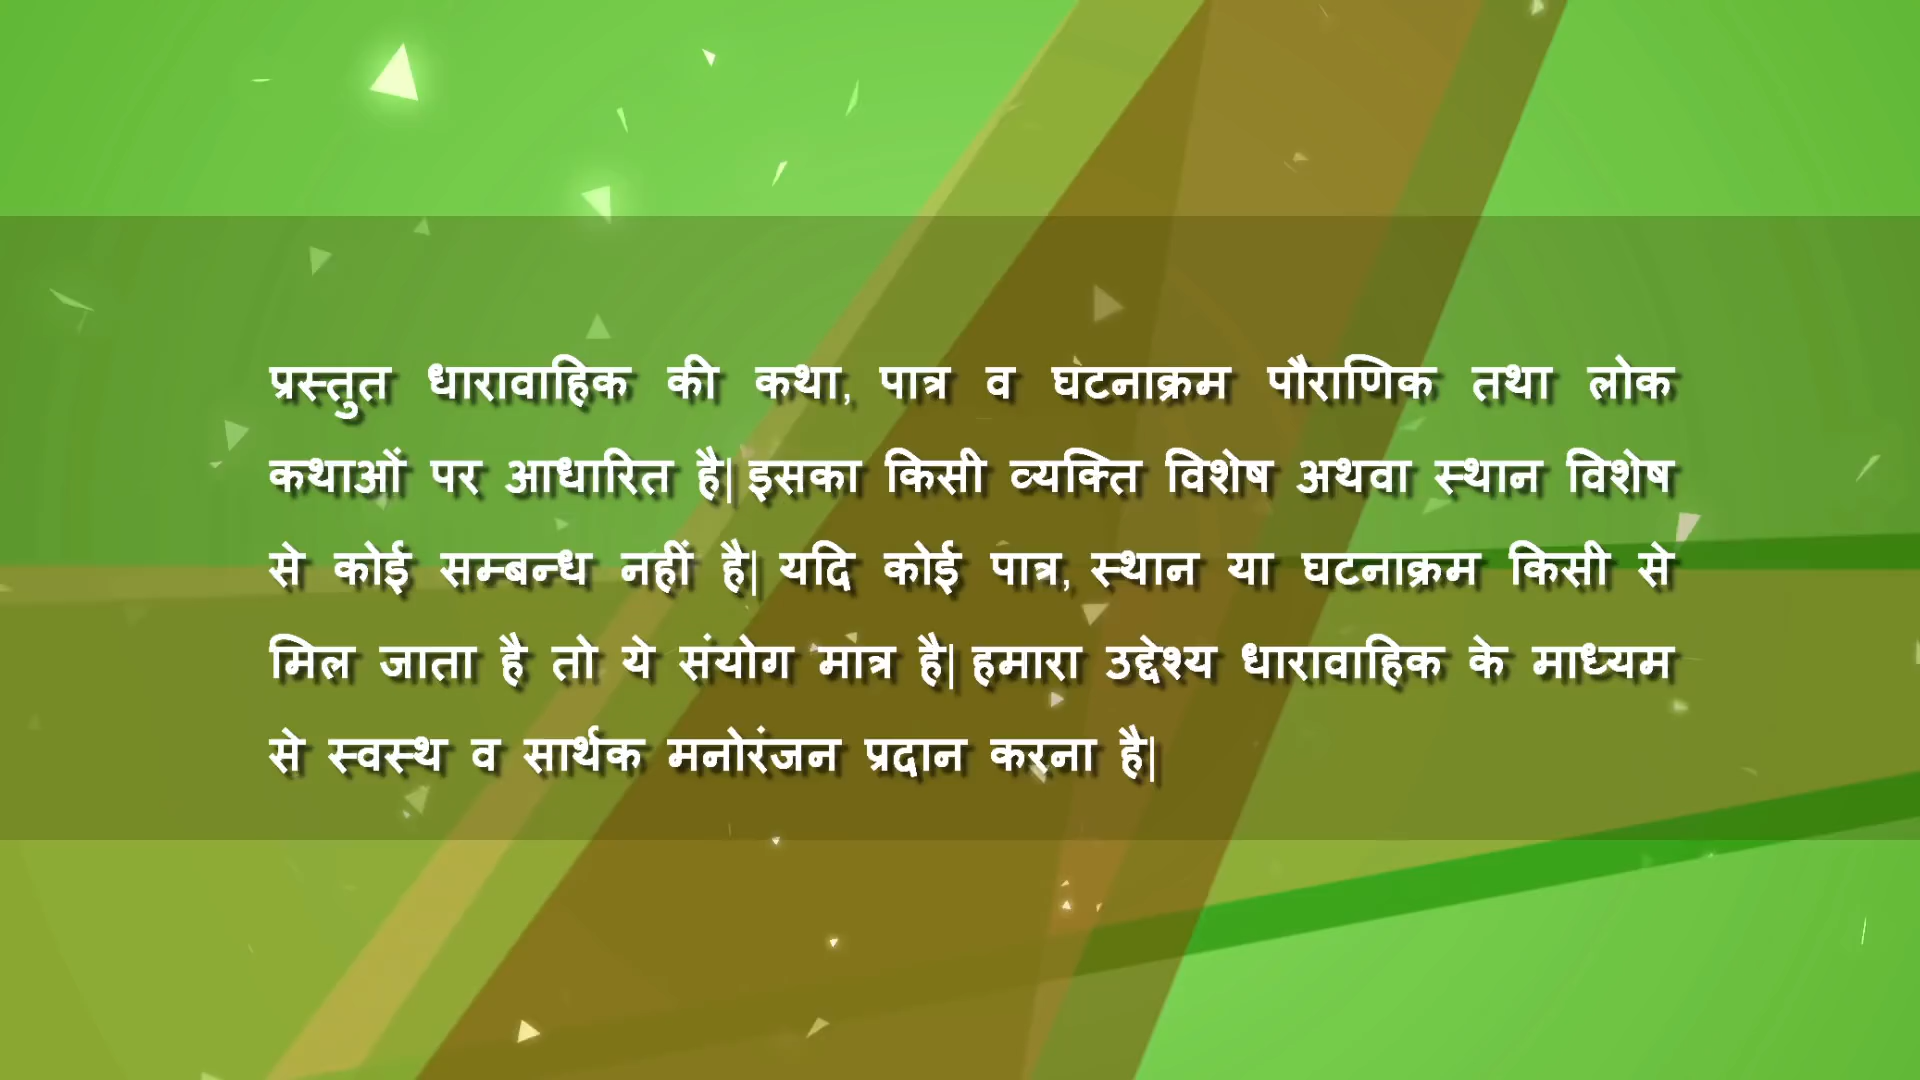 प्रस्तुत धारावाहिक की कथा, पात्र व घटनाक्रम पौराणिक तथा लोक
कथाओं पर आधारित है| इसका किसी व्यक्ति विशेष अथवा स्थान विशेष
से कोई सम्बन्ध नहीं है| यदि कोई पात्र, स्थान या घटनाक्रम किसी से
मिल जाता है तो ये संयोग मात्र है| हमारा उद्देश्य धारावाहिक के माध्यम
से स्वस्थ व सार्थक मनोरंजन प्रदान करना है|